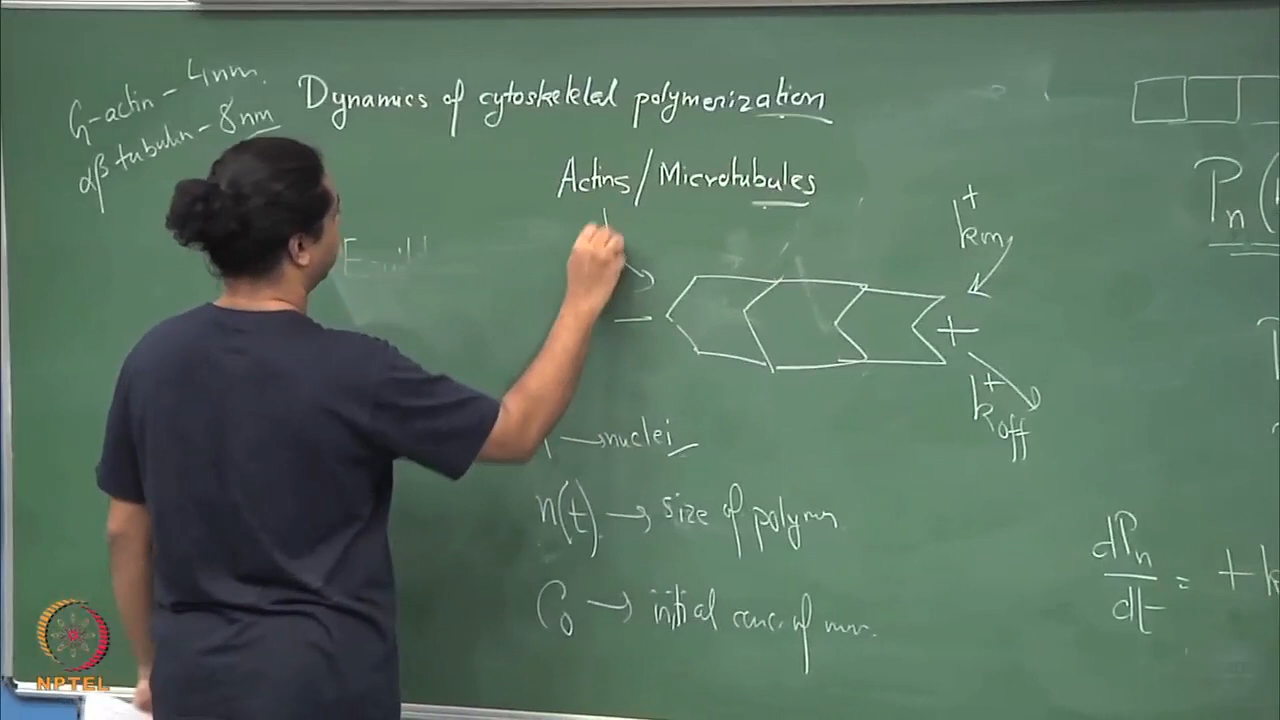 G-actin - 4nm.
αβ tubulin - 8nm
Dynamics of cytoskeletal polymerization
Actins / Microtubules
k+on
-
+
k+off
→ nuclei
n(t) → size of polymer
C0 → initial conc. of mon.
Pn(
dPn/dt = + k
NPTEL